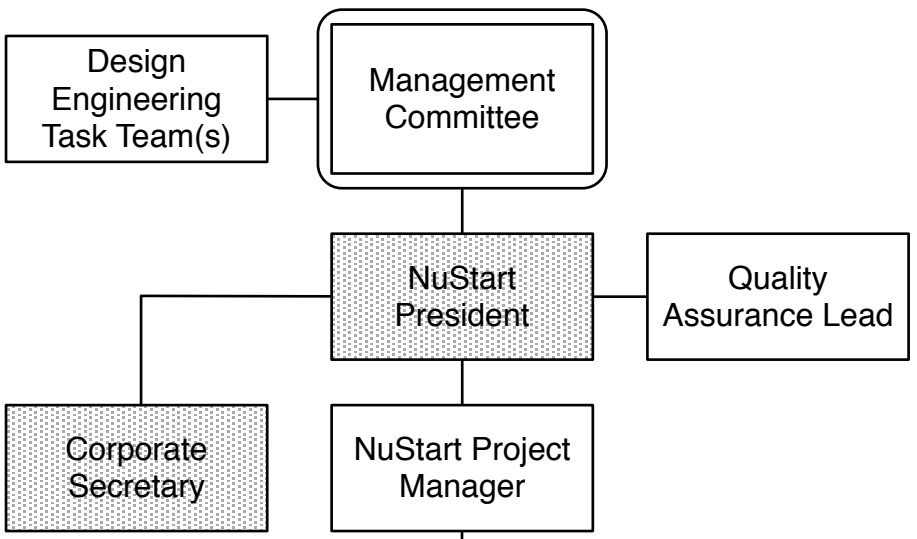 Design
Engineering
Task Team(s)
Management
Committee
NuStart
President
Quality
Assurance Lead
Corporate
Secretary
NuStart Project
Manager